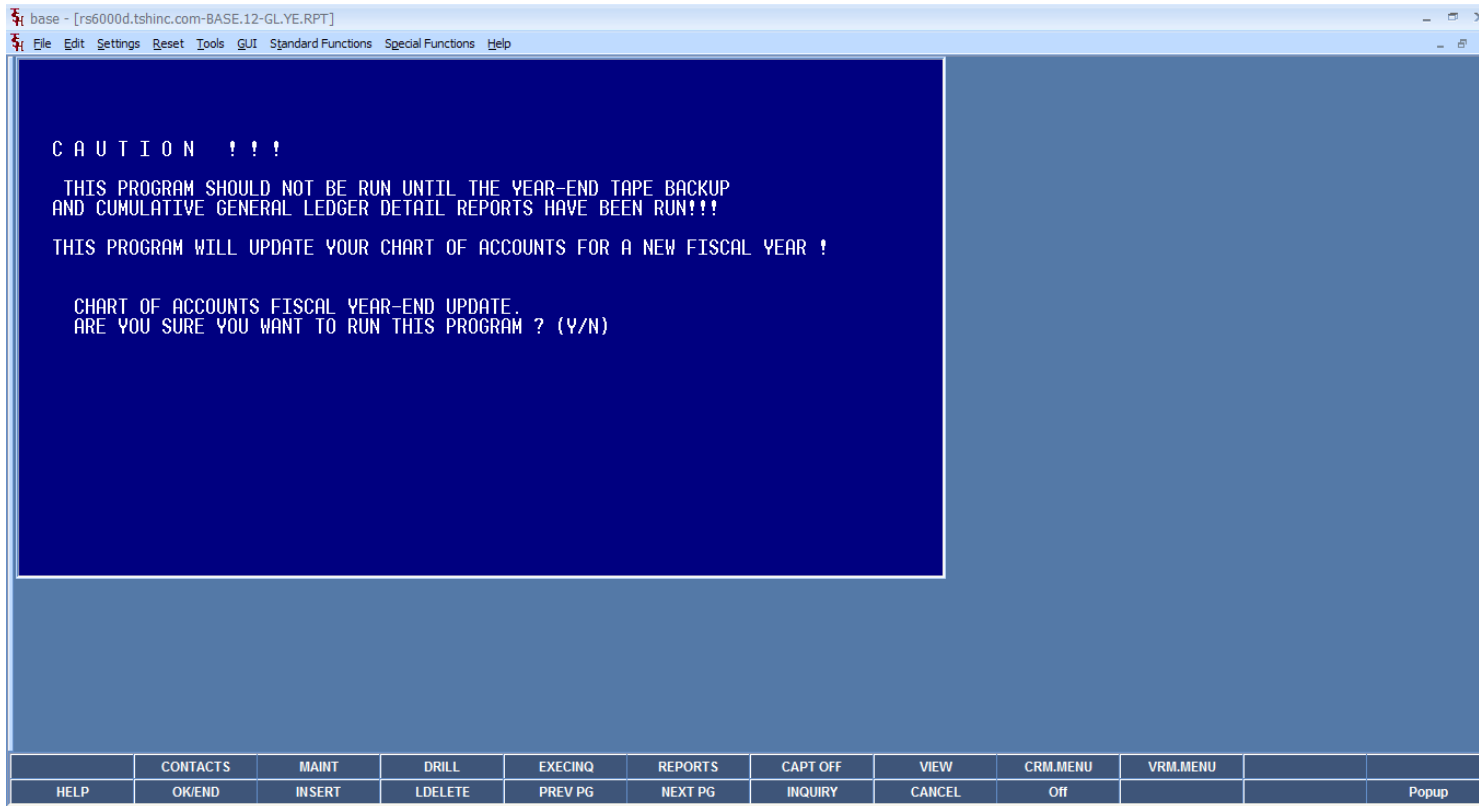 base - [rs6000d.tshinc.com-BASE.12-GL.YE.RPT]
File Edit Settings Reset Tools GUI Standard Functions Special Functions Help
C A U T I O N ! ! !
THIS PROGRAM SHOULD NOT BE RUN UNTIL THE YEAR-END TAPE BACKUP
AND CUMULATIVE GENERAL LEDGER DETAIL REPORTS HAVE BEEN RUN!!!
THIS PROGRAM WILL UPDATE YOUR CHART OF ACCOUNTS FOR A NEW FISCAL YEAR !
CHART OF ACCOUNTS FISCAL YEAR-END UPDATE.
ARE YOU SURE YOU WANT TO RUN THIS PROGRAM ? (Y/N)
CONTACTS MAINT DRILL EXECINQ REPORTS CAPT OFF VIEW CRM.MENU VRM.MENU
HELP OK/END INSERT LDELETE PREV PG NEXT PG INQUIRY CANCEL Off Popup